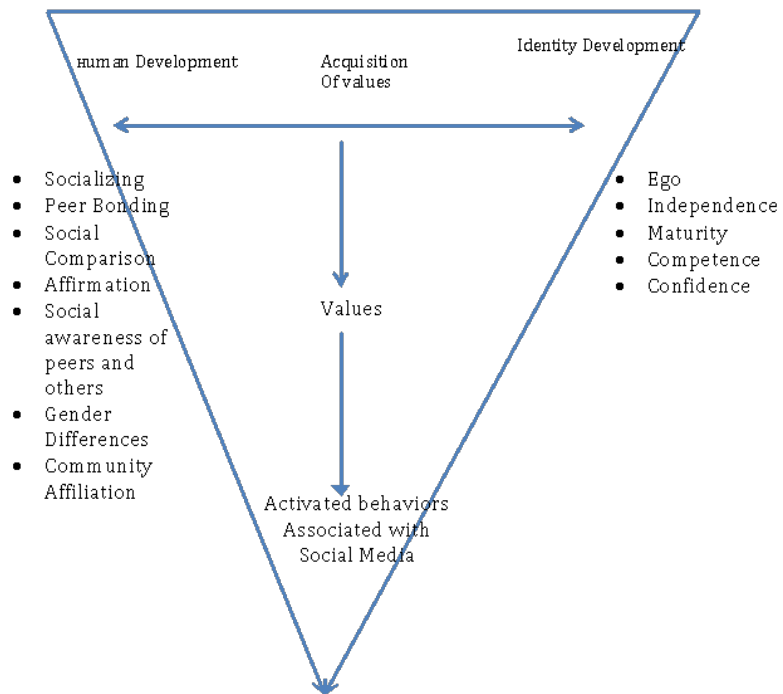 Human Development
Acquisition
Of values
Identity Development
• Socializing
• Peer Bonding
• Social
Comparison
• Affirmation
• Social
awareness of
peers and
others
• Gender
Differences
• Community
Affiliation
• Ego
• Independence
• Maturity
• Competence
• Confidence
Values
Activated behaviors
Associated with
Social Media